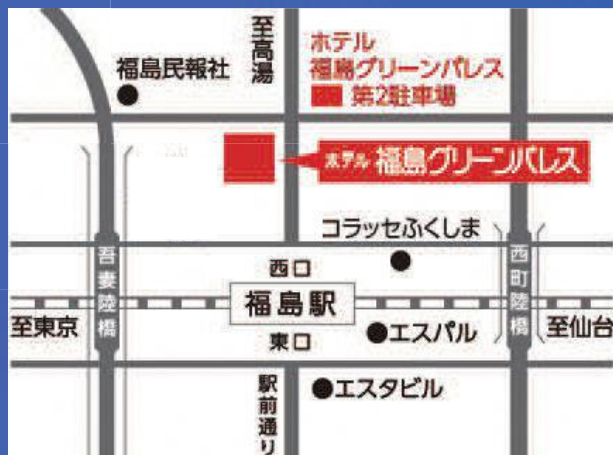 至高湯
ホテル
福島グリーンパレス
第2駐車場
福島民報社
ホテル 福島グリーンパレス
コラッセふくしま
吾妻陸橋
西町陸橋
西口
福島駅
東口
至東京
至仙台
エスパル
エスタビル
駅前通り